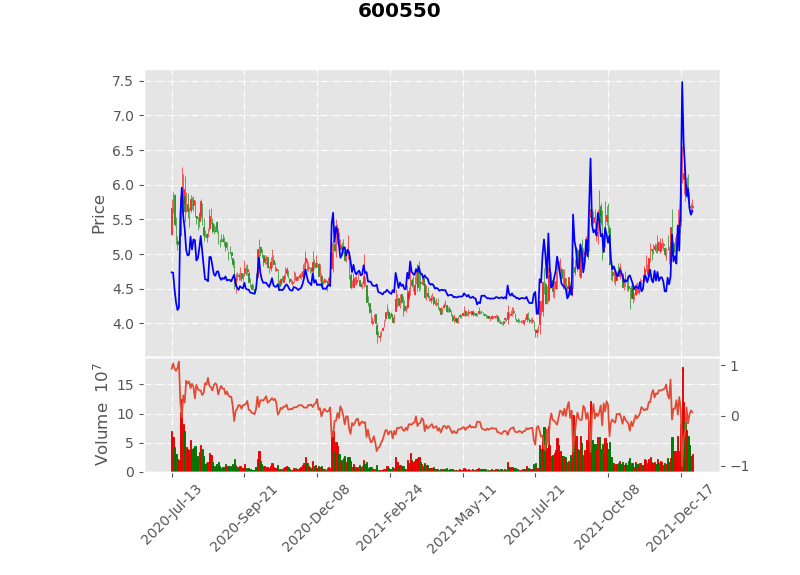 600550
7.5
7.0
6.5
6.0
5.5
5.0
4.5
4.0
Price
15
10
5
0
Volume 10^7
1
0
−1
2020-Jul-13
2020-Sep-21
2020-Dec-08
2021-Feb-24
2021-May-11
2021-Jul-21
2021-Oct-08
2021-Dec-17